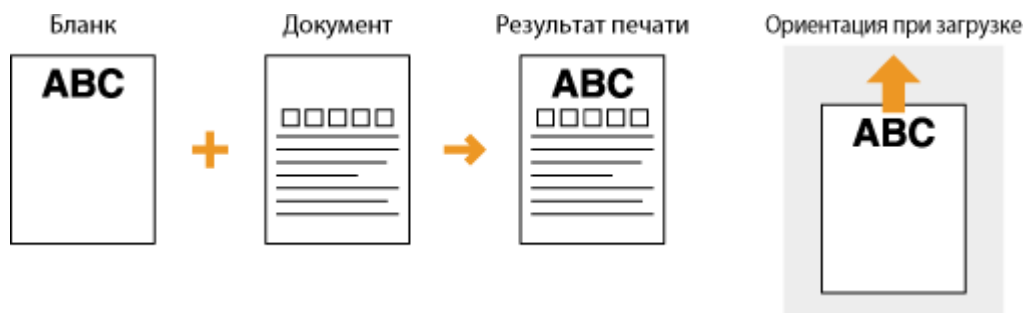 Бланк
Документ
Результат печати
Ориентация при загрузке
ABC
ABC
ABC